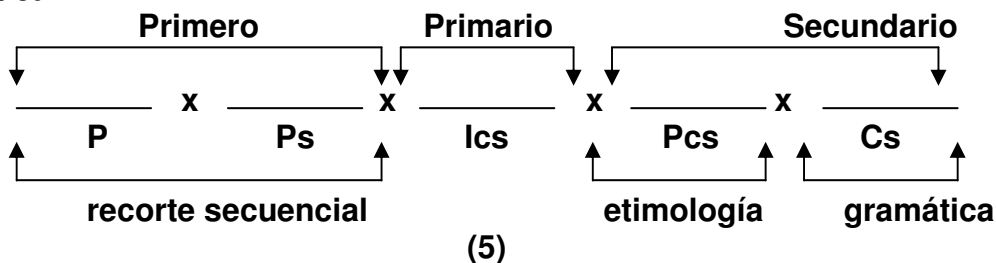 Primero Primario Secundario
x x x x
P Ps Ics Pcs Cs
recorte secuencial etimología gramática
(5)